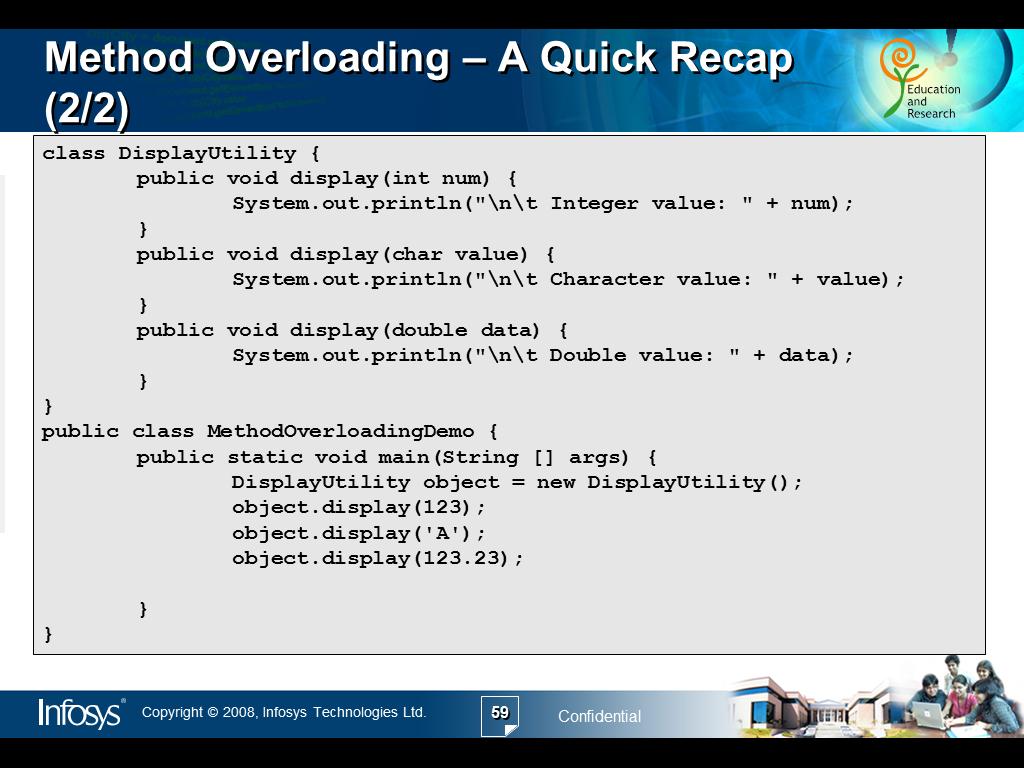 Method Overloading – A Quick Recap
(2/2)
Education
and
Research
class DisplayUtility {
public void display(int num) {
System.out.println("\n\t Integer value: " + num);
}
public void display(char value) {
System.out.println("\n\t Character value: " + value);
}
public void display(double data) {
System.out.println("\n\t Double value: " + data);
}
}
public class MethodOverloadingDemo {
public static void main(String [] args) {
DisplayUtility object = new DisplayUtility();
object.display(123);
object.display('A');
object.display(123.23);
}
}
Infosys® Copyright © 2008, Infosys Technologies Ltd. 59 Confidential